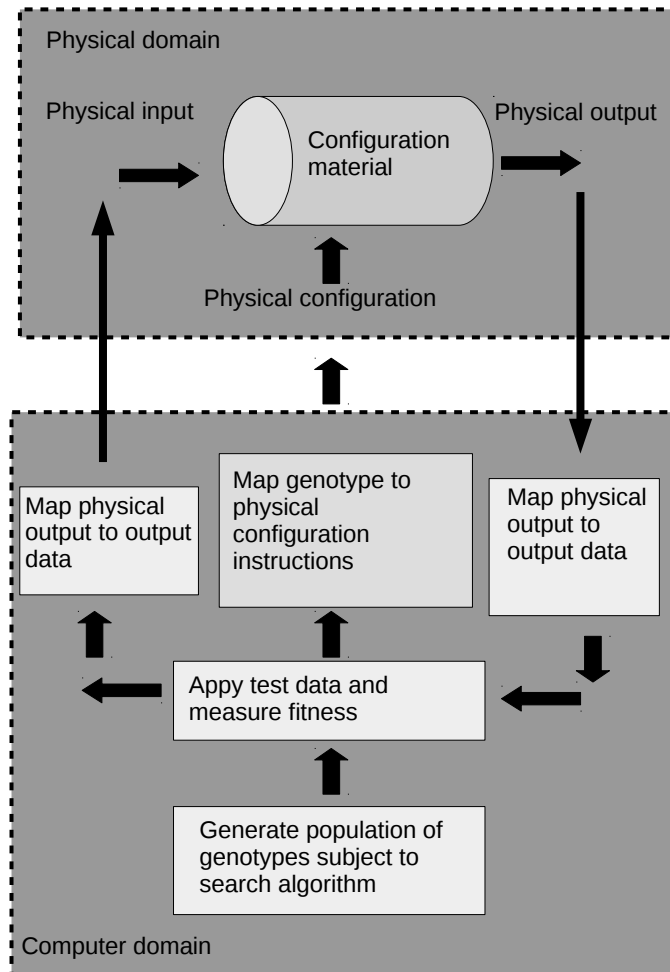 Physical domain
Physical input
Configuration
material
Physical output
Physical configuration
Map physical
output to output
data
Map genotype to
physical
configuration
instructions
Map physical
output to
output data
Appy test data and
measure fitness
Generate population of
genotypes subject to
search algorithm
Computer domain